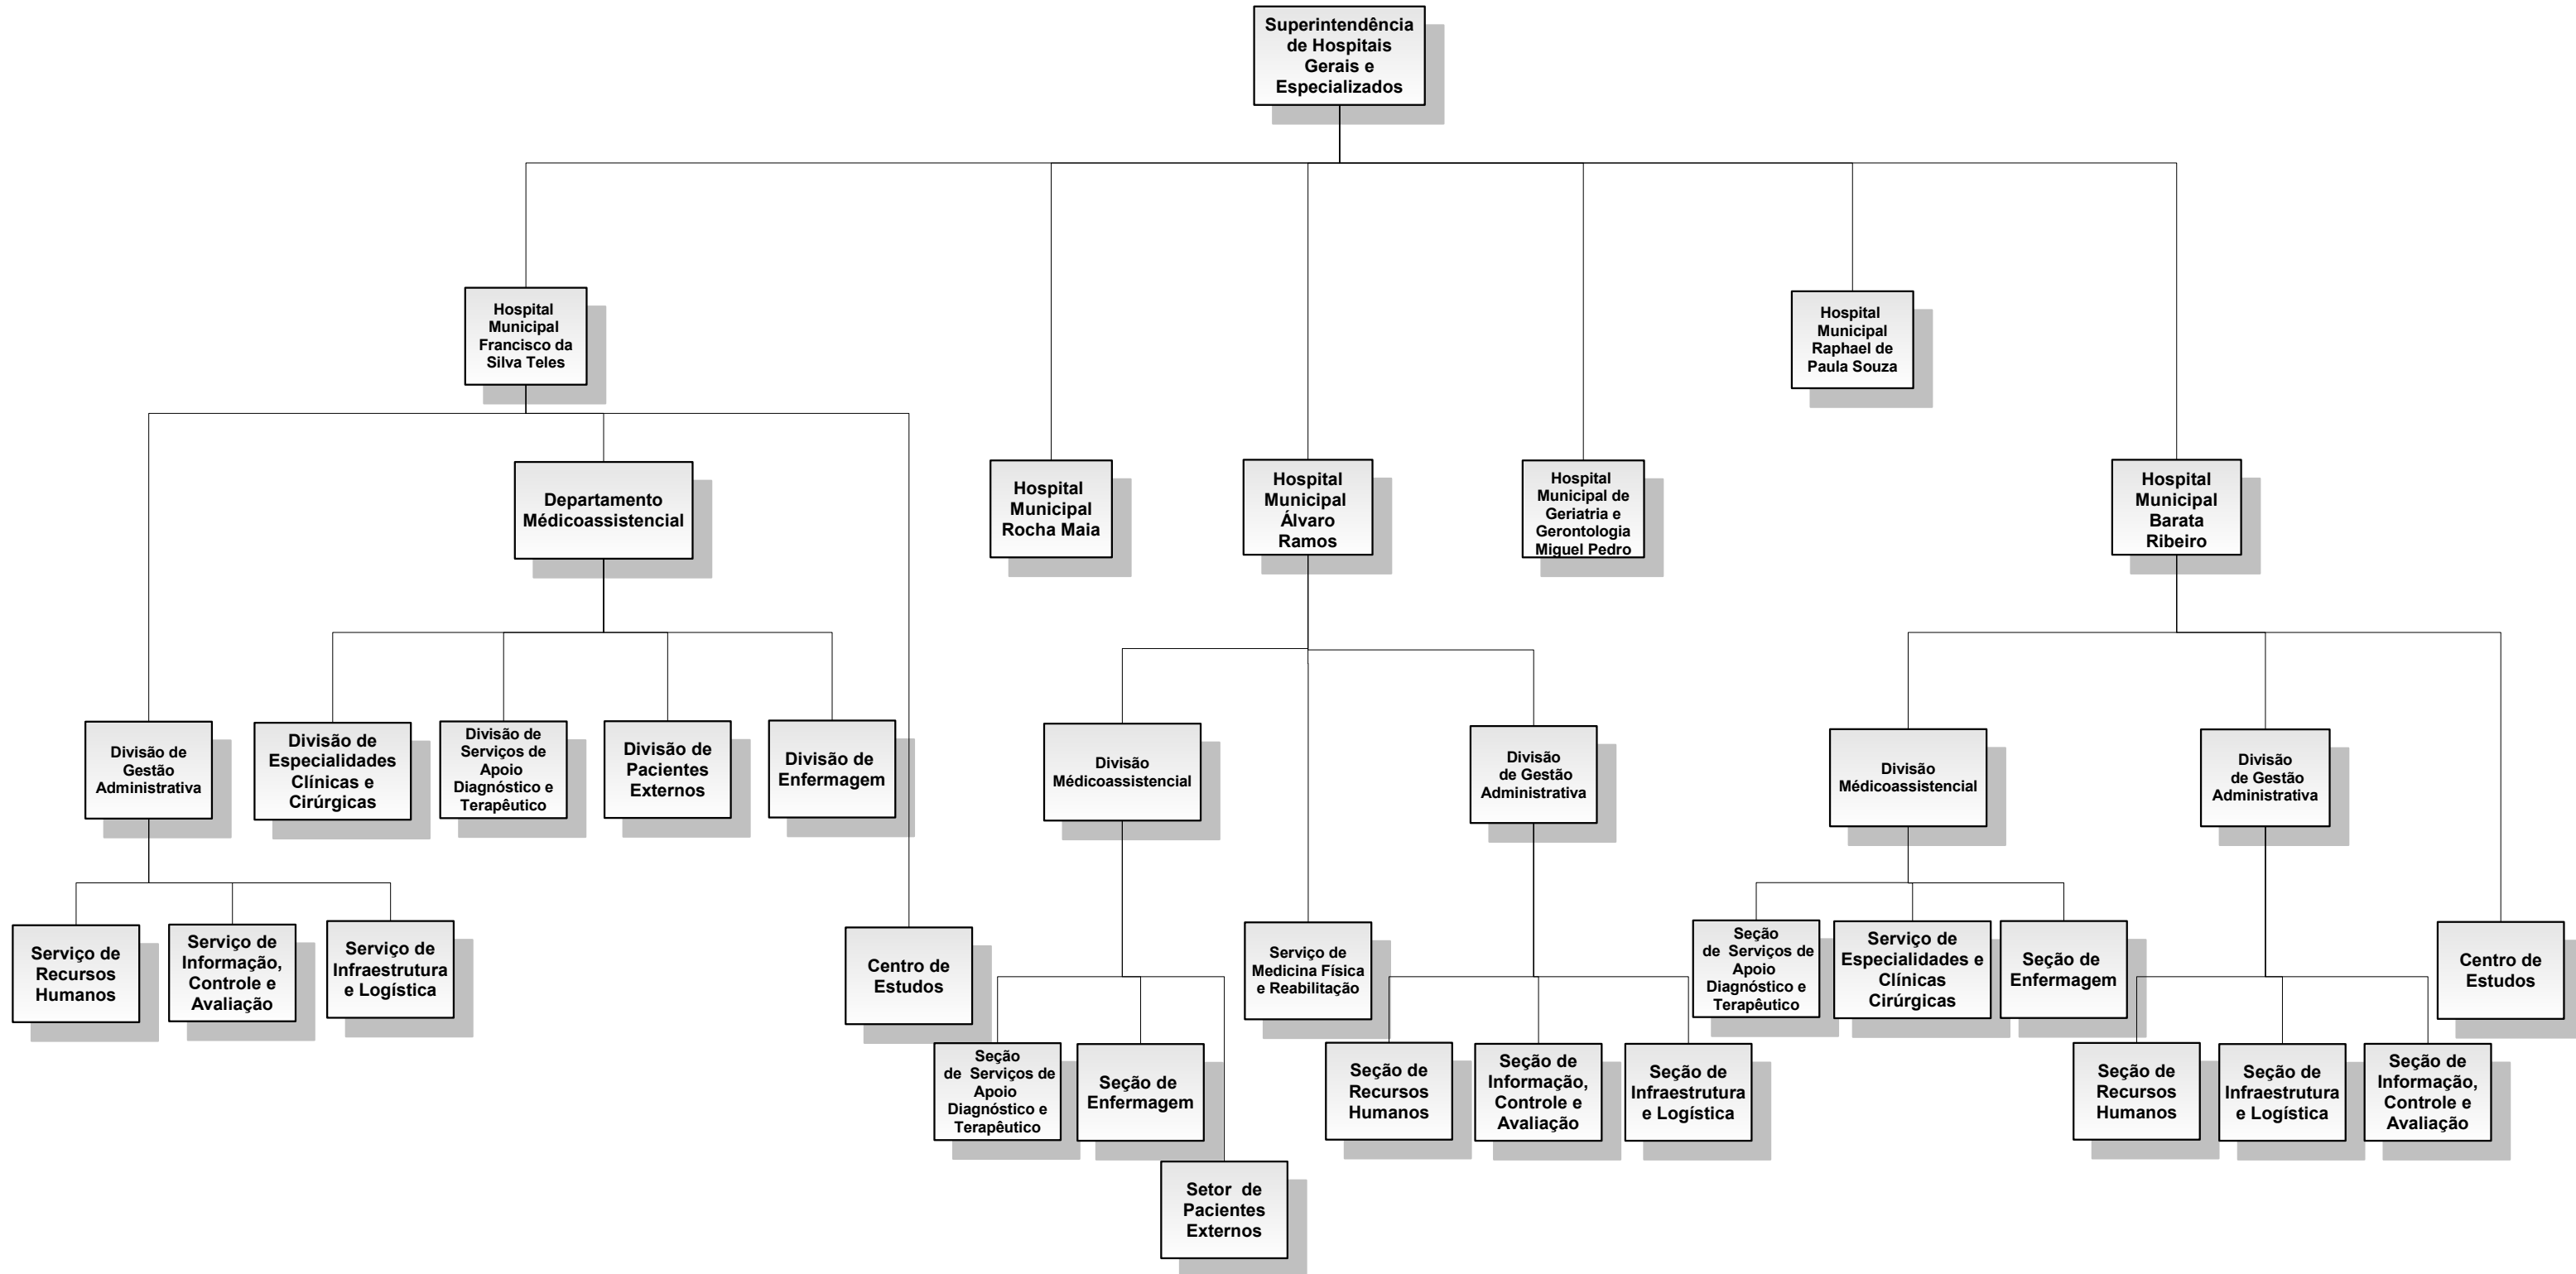 Superintendência
de Hospitais
Gerais e
Especializados
Hospital
Municipal
Francisco da
Silva Teles
Hospital
Municipal
Raphael de
Paula Souza
Departamento
Médicoassistencial
Hospital
Municipal
Rocha Maia
Hospital
Municipal
Álvaro
Ramos
Hospital
Municipal de
Geriatria e
Gerontologia
Miguel Pedro
Hospital
Municipal
Barata
Ribeiro
Divisão de
Gestão
Administrativa
Divisão de
Especialidades
Clínicas e
Cirúrgicas
Divisão de
Serviços de
Apoio
Diagnóstico e
Terapêutico
Divisão de
Pacientes
Externos
Divisão de
Enfermagem
Divisão
Médicoassistencial
Divisão
de Gestão
Administrativa
Divisão
Médicoassistencial
Divisão
de Gestão
Administrativa
Serviço de
Recursos
Humanos
Serviço de
Informação,
Controle e
Avaliação
Serviço de
Infraestrutura
e Logística
Centro de
Estudos
Serviço de
Medicina Física
e Reabilitação
Seção
de Serviços de
Apoio
Diagnóstico e
Terapêutico
Serviço de
Especialidades e
Clínicas
Cirúrgicas
Seção de
Enfermagem
Centro de
Estudos
Seção
de Serviços de
Apoio
Diagnóstico e
Terapêutico
Seção de
Enfermagem
Seção de
Recursos
Humanos
Seção de
Informação,
Controle e
Avaliação
Seção de
Infraestrutura
e Logística
Seção de
Recursos
Humanos
Seção de
Infraestrutura
e Logística
Seção de
Informação,
Controle e
Avaliação
Setor de
Pacientes
Externos